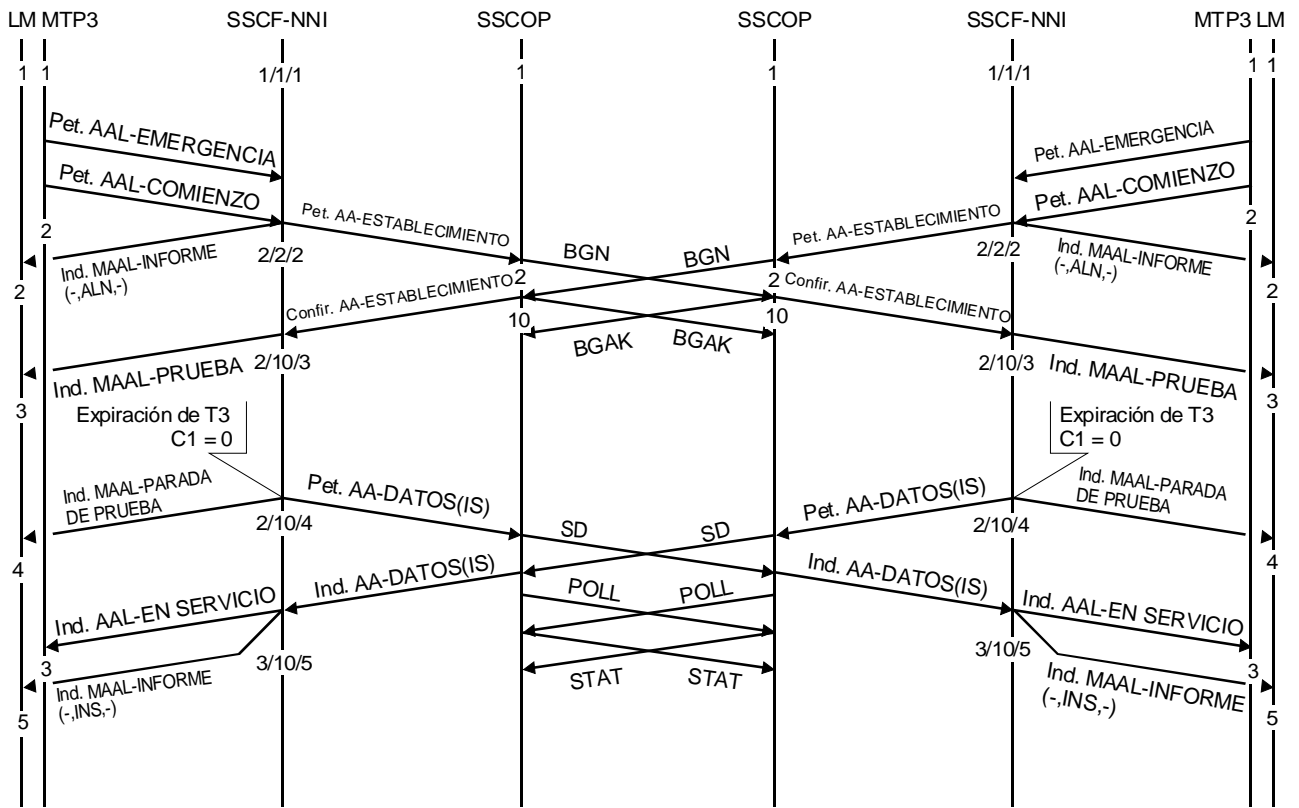 LM MTP3 SSCF-NNI SSCOP SSCOP SSCF-NNI MTP3 LM
1 1 1/1/1 1 1 1/1/1 1 1
Pet. AAL-EMERGENCIA Pet. AAL-EMERGENCIA
Pet. AAL-COMIENZO Pet. AAL-COMIENZO
2 Pet. AA-ESTABLECIMIENTO BGN BGN Pet. AA-ESTABLECIMIENTO 2
Ind. MAAL-INFORME 2/2/2 2/2/2 Ind. MAAL-INFORME
(-,ALN,-) (-,ALN,-)
2 Confir. AA-ESTABLECIMIENTO 2 2 Confir. AA-ESTABLECIMIENTO 2
10 BGAK BGAK 10
Ind. MAAL-PRUEBA 2/10/3 2/10/3 Ind. MAAL-PRUEBA
3 3
Expiración de T3 Expiración de T3
C1 = 0 C1 = 0
Ind. MAAL-PARADA Pet. AA-DATOS(IS) Pet. AA-DATOS(IS) Ind. MAAL-PARADA
DE PRUEBA 2/10/4 SD SD 2/10/4 DE PRUEBA
4 4
Ind. AA-DATOS(IS) Ind. AA-DATOS(IS)
Ind. AAL-EN SERVICIO POLL POLL Ind. AAL-EN SERVICIO
3 3/10/5 3/10/5 3
Ind. MAAL-INFORME STAT STAT Ind. MAAL-INFORME
(-,INS,-) (-,INS,-)
5 5